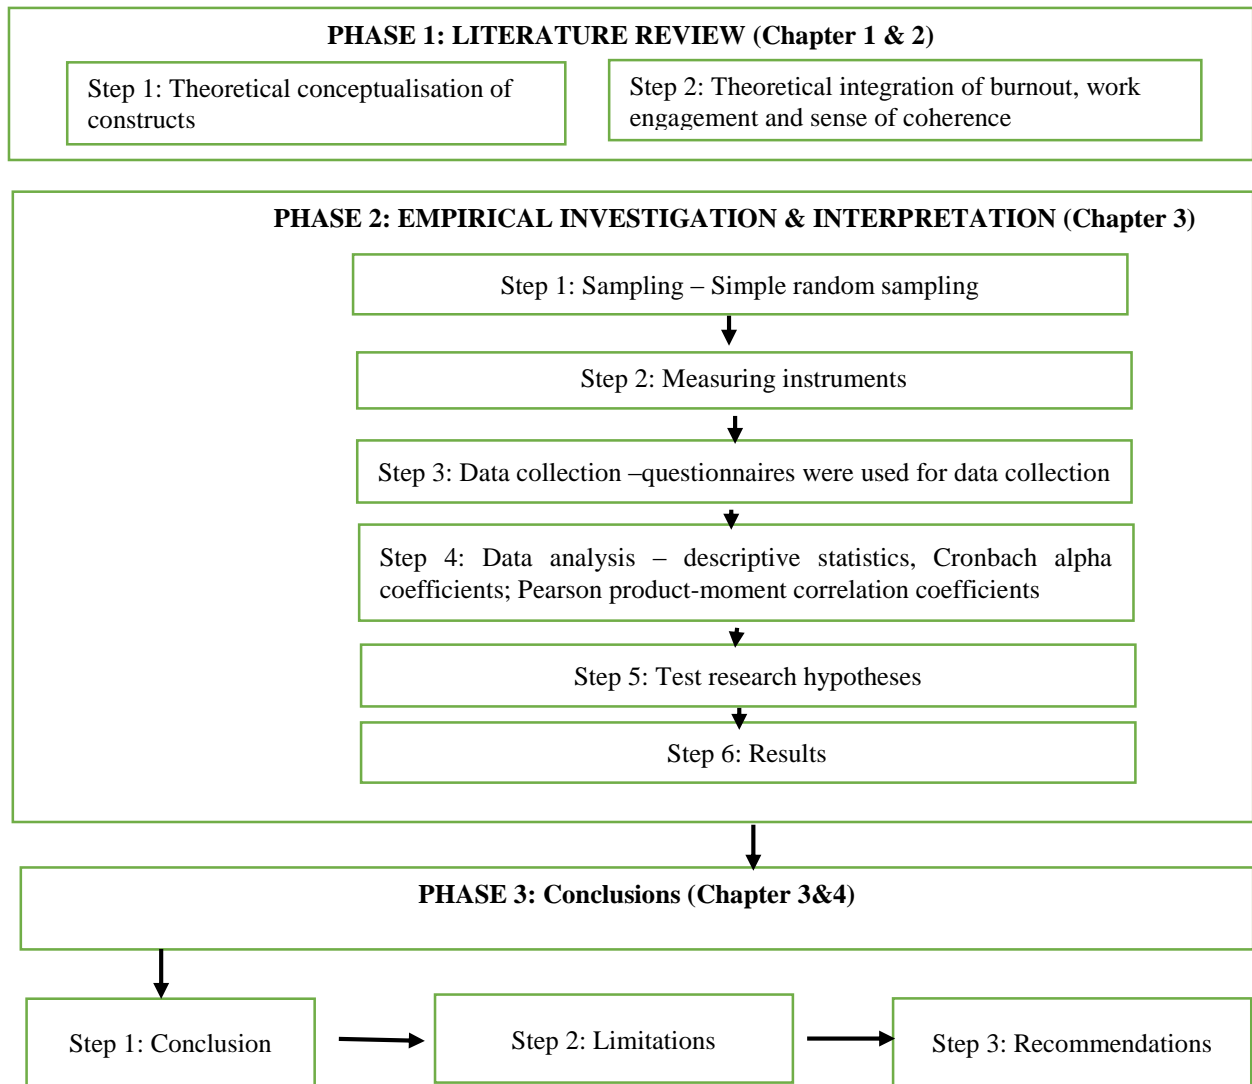 PHASE 1: LITERATURE REVIEW (Chapter 1 & 2)
Step 1: Theoretical conceptualisation of
constructs
Step 2: Theoretical integration of burnout, work
engagement and sense of coherence
PHASE 2: EMPIRICAL INVESTIGATION & INTERPRETATION (Chapter 3)
Step 1: Sampling – Simple random sampling
Step 2: Measuring instruments
Step 3: Data collection –questionnaires were used for data collection
Step 4: Data analysis – descriptive statistics, Cronbach alpha
coefficients; Pearson product-moment correlation coefficients
Step 5: Test research hypotheses
Step 6: Results
PHASE 3: Conclusions (Chapter 3&4)
Step 1: Conclusion
Step 2: Limitations
Step 3: Recommendations